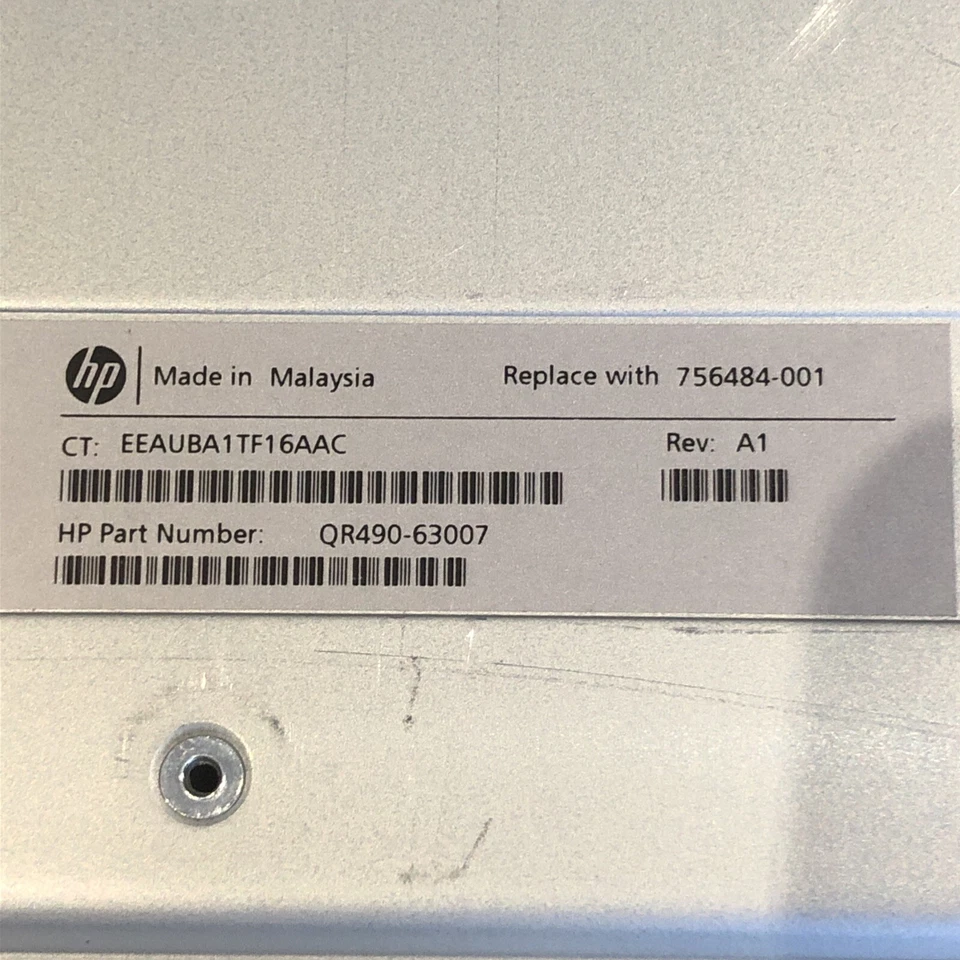 hp Made in Malaysia Replace with 756484-001
CT: EEAUBA1TF16AAC Rev: A1
HP Part Number: QR490-63007